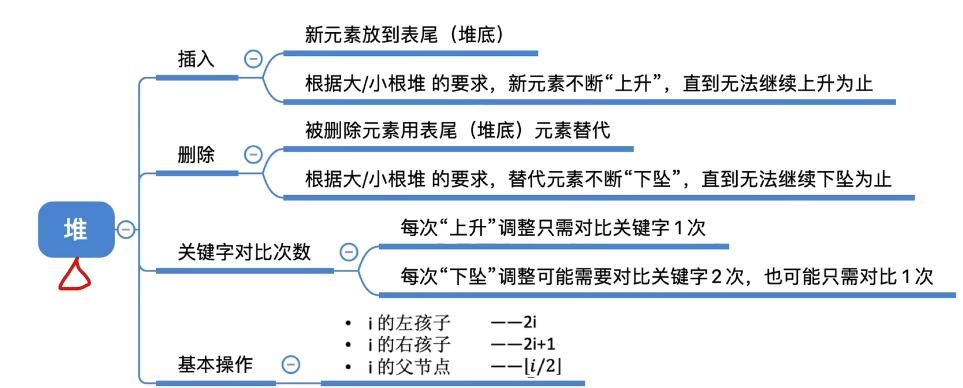 堆
插入
新元素放到表尾（堆底）
根据大/小根堆 的要求，新元素不断“上升”，直到无法继续上升为止
删除
被删除元素用表尾（堆底）元素替代
根据大/小根堆 的要求，替代元素不断“下坠”，直到无法继续下坠为止
关键字对比次数
每次“上升”调整只需对比关键字1次
每次“下坠”调整可能需要对比关键字2次，也可能只需对比1次
基本操作
• i 的左孩子 ——2i
• i 的右孩子 ——2i+1
• i 的父节点 ——⌊i/2⌋